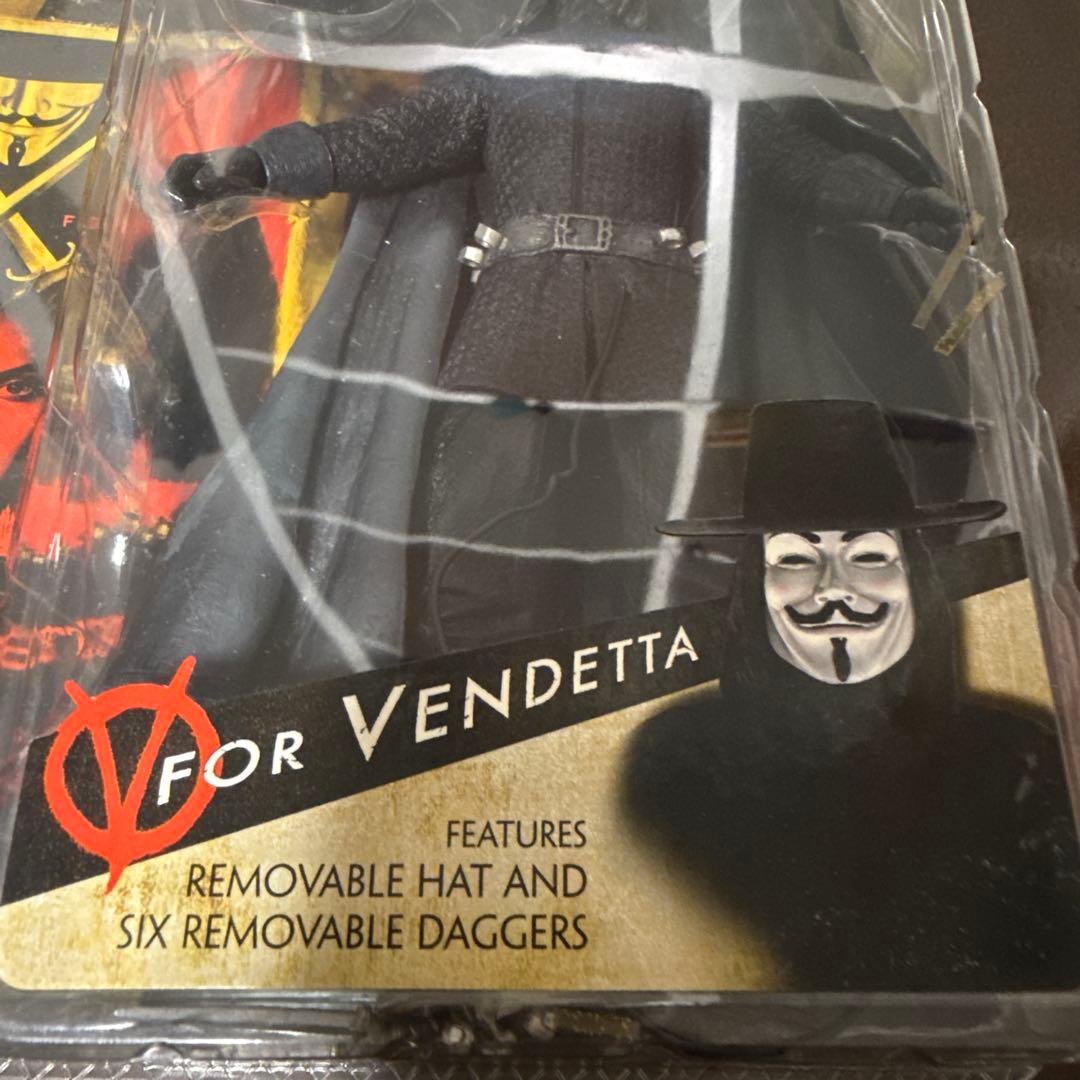 V FOR VENDETTA
FEATURES
REMOVABLE HAT AND
SIX REMOVABLE DAGGERS